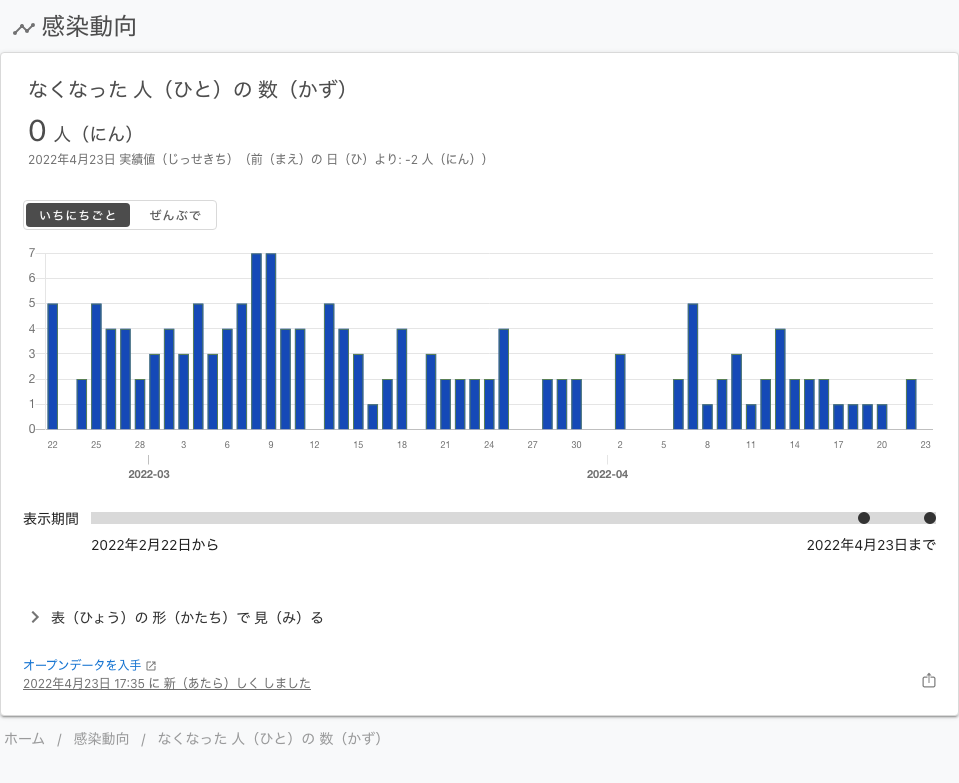 感染動向
なくなった 人（ひと）の 数（かず）
0 人（にん）
2022年4月23日 実績値（じっせきち）（前（まえ）の 日（ひ）より: -2 人（にん））
いちにちごと ぜんぶで
7
6
5
4
3
2
1
0
22 25 28 3 6 9 12 15 18 21 24 27 30 2 5 8 11 14 17 20 23
2022-03 2022-04
表示期間
2022年2月22日から 2022年4月23日まで
表（ひょう）の 形（かたち）で 見（み）る
オープンデータを入手
2022年4月23日 17:35 に 新（あたら）しく しました
ホーム / 感染動向 / なくなった 人（ひと）の 数（かず）